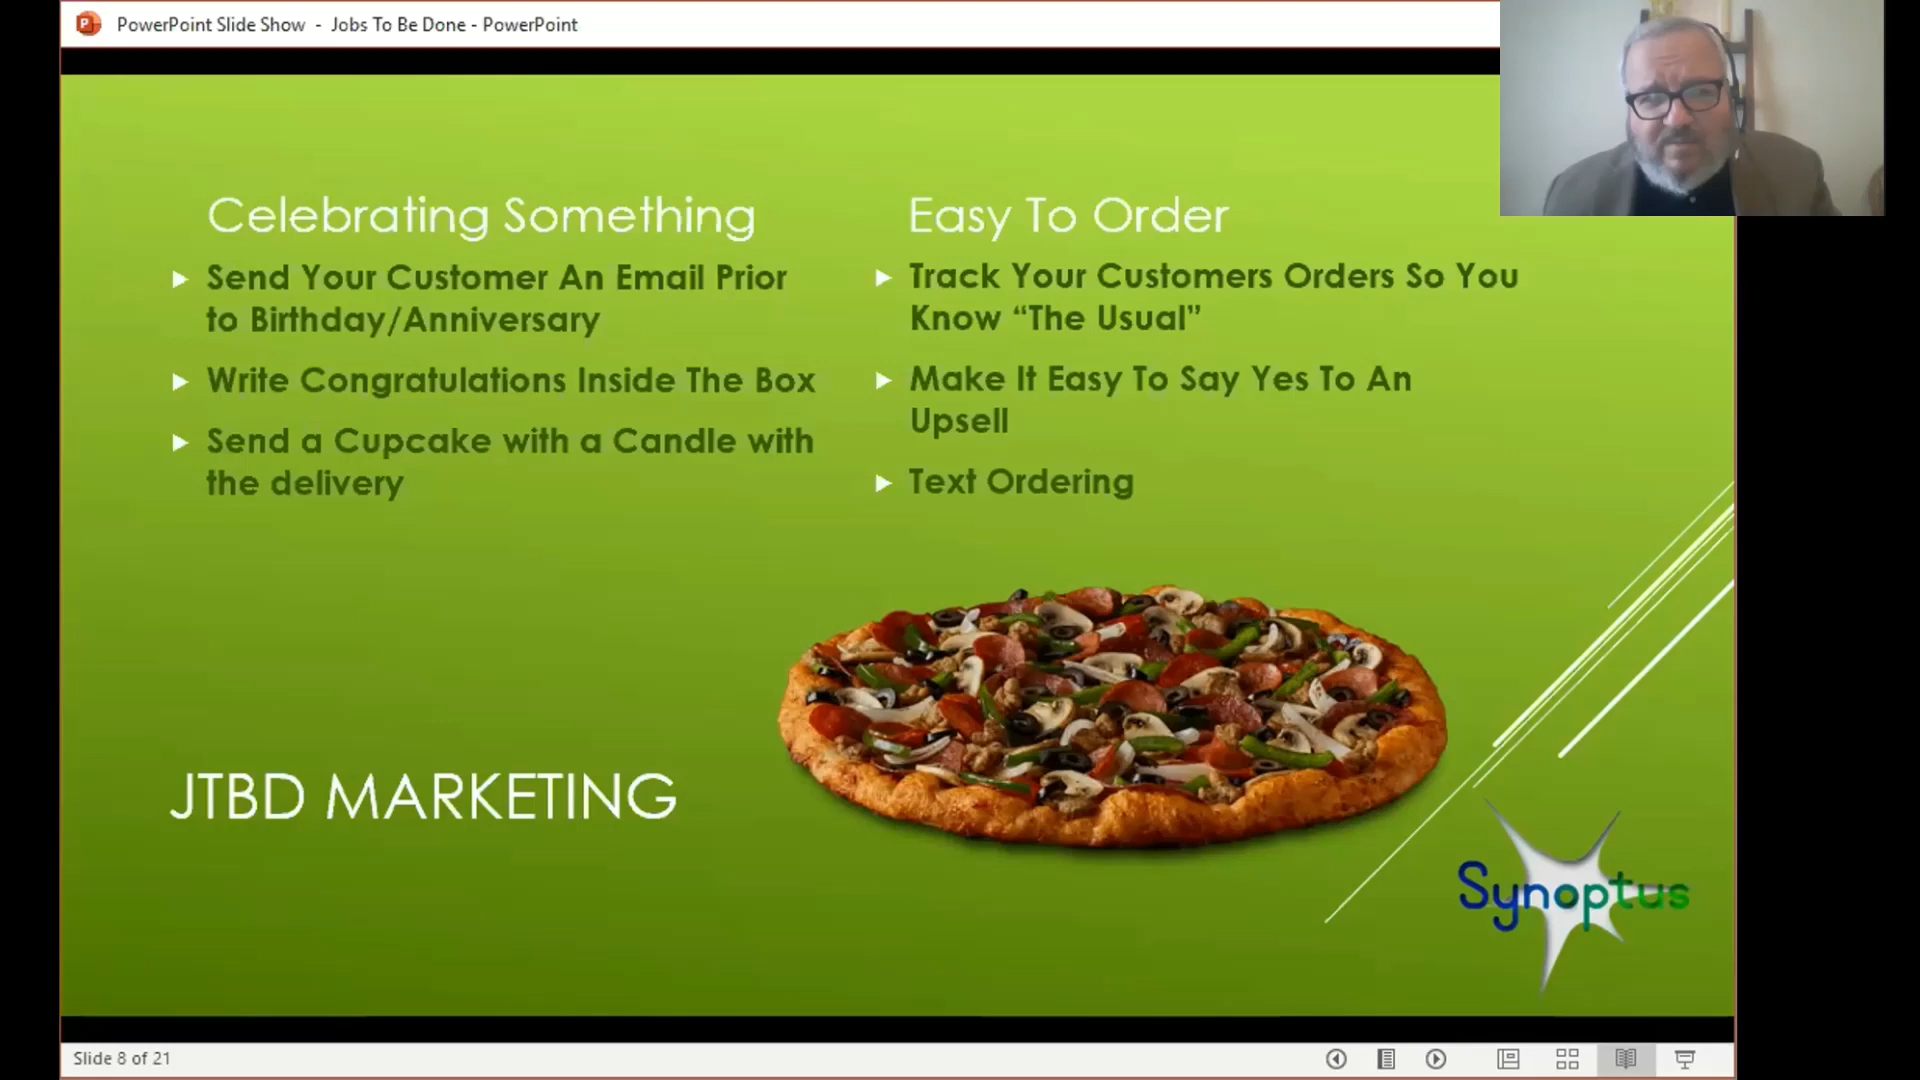 PowerPoint Slide Show - Jobs To Be Done - PowerPoint
Celebrating Something
Send Your Customer An Email Prior
to Birthday/Anniversary
Write Congratulations Inside The Box
Send a Cupcake with a Candle with
the delivery
Easy To Order
Track Your Customers Orders So You
Know “The Usual”
Make It Easy To Say Yes To An
Upsell
Text Ordering
JTBD MARKETING
Synoptus
Slide 8 of 21